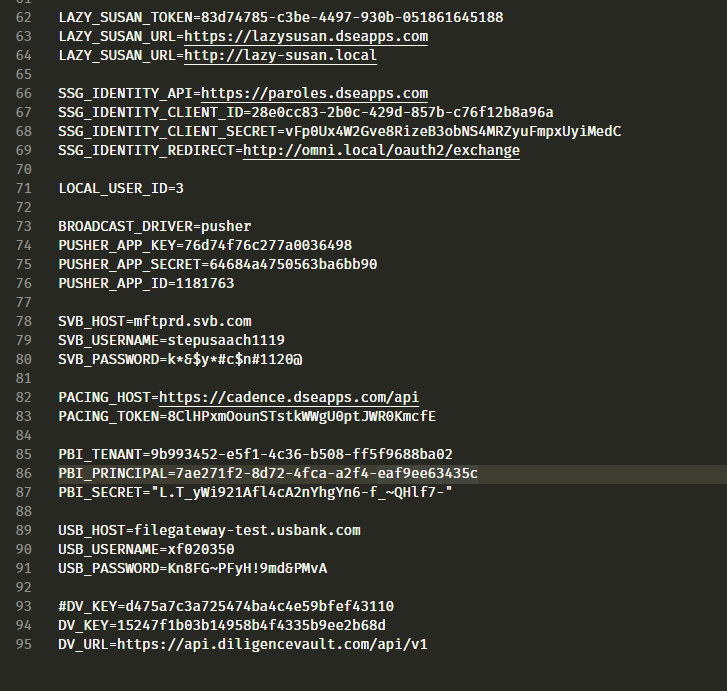 62 LAZY_SUSAN_TOKEN=83d74785-c3be-4497-930b-051861645188
63 LAZY_SUSAN_URL=https://lazysusan.dseapps.com
64 LAZY_SUSAN_URL=http://lazy-susan.local
65
66 SSG_IDENTITY_API=https://paroles.dseapps.com
67 SSG_IDENTITY_CLIENT_ID=28e0cc83-2b0c-429d-857b-c76f12b8a96a
68 SSG_IDENTITY_CLIENT_SECRET=vFp0Ux4W2Gve8RizeB3obNS4MRZyuFmpxUyiMedC
69 SSG_IDENTITY_REDIRECT=http://omni.local/oauth2/exchange
70
71 LOCAL_USER_ID=3
72
73 BROADCAST_DRIVER=pusher
74 PUSHER_APP_KEY=76d74f76c277a0036498
75 PUSHER_APP_SECRET=64684a4750563ba6bb90
76 PUSHER_APP_ID=1181763
77
78 SVB_HOST=mftprd.svb.com
79 SVB_USERNAME=stepusaach1119
80 SVB_PASSWORD=k*&$y*#c$n#1120@
81
82 PACING_HOST=https://cadence.dseapps.com/api
83 PACING_TOKEN=8ClHPxmOounSTstkWWgU0ptJWR0KmcfE
84
85 PBI_TENANT=9b993452-e5f1-4c36-b508-ff5f9688ba02
86 PBI_PRINCIPAL=7ae271f2-8d72-4fca-a2f4-eaf9ee63435c
87 PBI_SECRET="L.T_yWi921Afl4cA2nYhgYn6-f_~QHlf7-"
88
89 USB_HOST=filegateway-test.usbank.com
90 USB_USERNAME=xf020350
91 USB_PASSWORD=Kn8FG~PFyH!9md&PMvA
92
93 #DV_KEY=d475a7c3a725474ba4c4e59bfef43110
94 DV_KEY=15247f1b03b14958b4f4335b9ee2b68d
95 DV_URL=https://api.diligencevault.com/api/v1